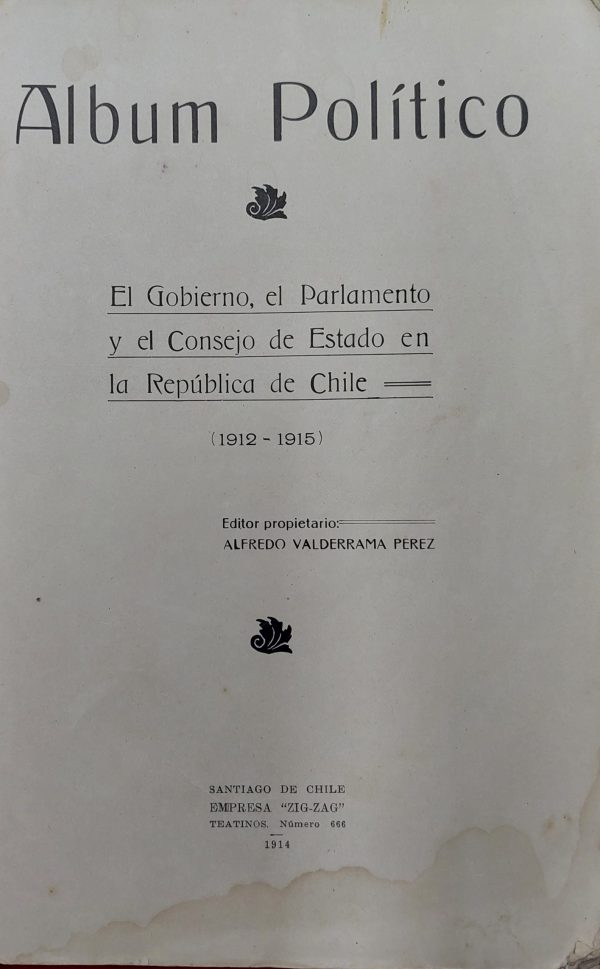 Album Político
El Gobierno, el Parlamento
y el Consejo de Estado en
la República de Chile
(1912 - 1915)
Editor propietario:
ALFREDO VALDERRAMA PEREZ
SANTIAGO DE CHILE
EMPRESA "ZIG-ZAG"
TEATINOS, Número 666
1914